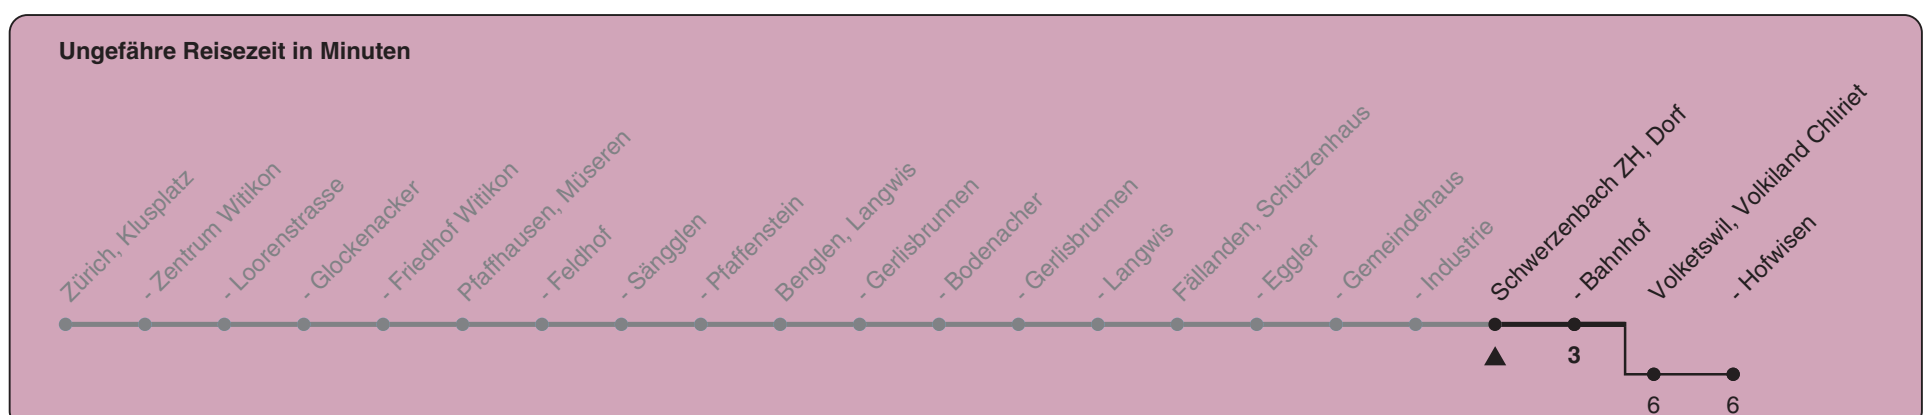 Ungefähre Reisezeit in Minuten
Zürich, Klusplatz
- Zentrum Witikon
- Loorenstrasse
- Glockenacker
- Friedhof Witikon
Pfaffhausen, Müseren
- Feldhof
- Sängglen
- Pfaffenstein
Benglen, Langwis
- Gerlisbrunnen
- Bodenacher
- Gerlisbrunnen
- Langwis
Fällanden, Schützenhaus
- Eggler
- Gemeindehaus
- Industrie
Schwerzenbach ZH, Dorf
- Bahnhof
Volketswil, Volkiland Chliriet
- Hofwisen
3
6 6